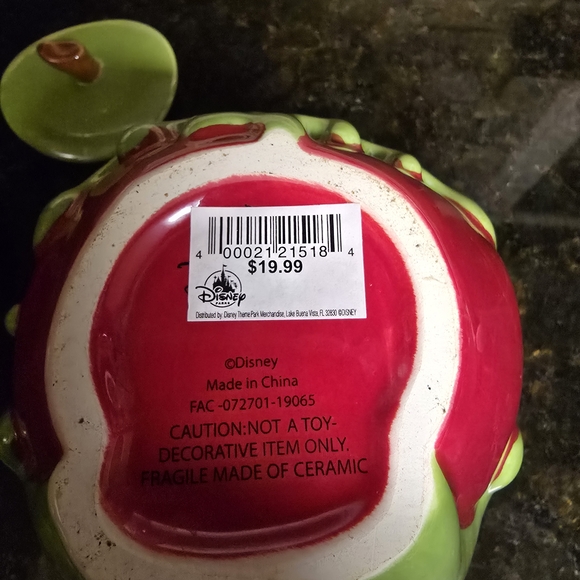 4 00021 21518 4
$19.99
Disney
PARKS
Distributed by: Disney Theme Park Merchandise, Lake Buena Vista, FL 32830 ©DISNEY
©Disney
Made in China
FAC -072701-19065
CAUTION:NOT A TOY-
DECORATIVE ITEM ONLY.
FRAGILE MADE OF CERAMIC